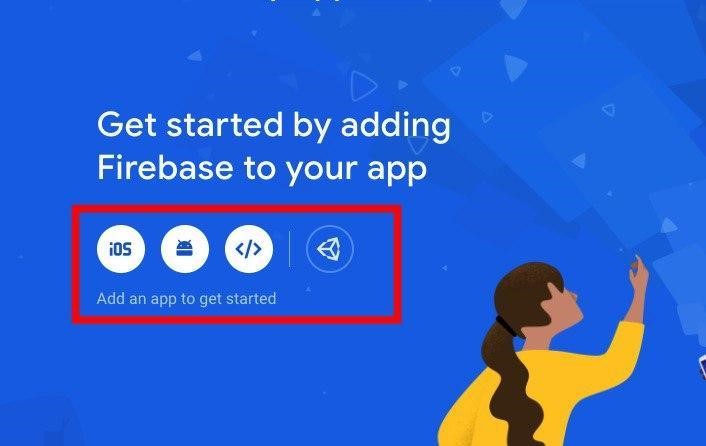 Get started by adding
Firebase to your app
iOS
</>
Add an app to get started